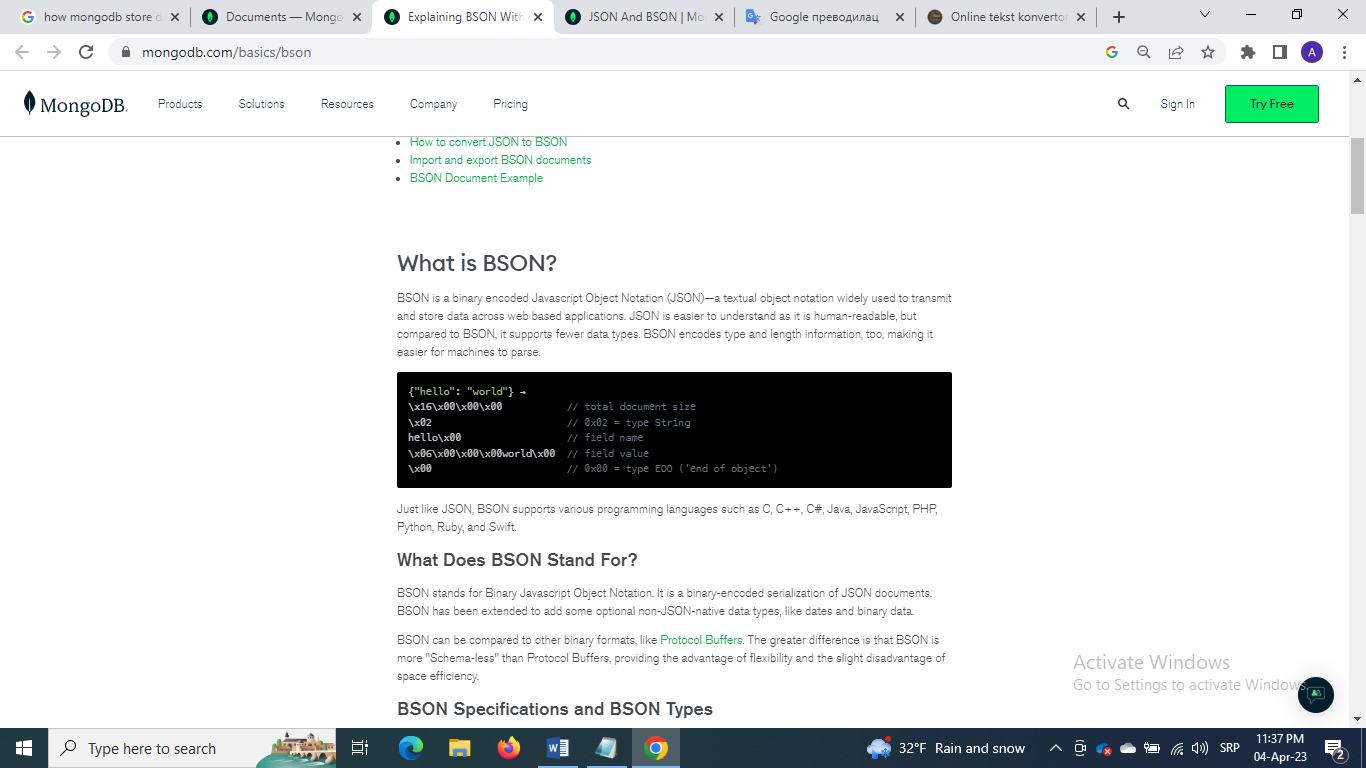 how mongodb store d
Documents — Mongo
Explaining BSON With
JSON And BSON | Mo
Google преводилац
Online tekst konvertor
mongodb.com/basics/bson
A
MongoDB.
Products
Solutions
Resources
Company
Pricing
Sign In
Try Free
How to convert JSON to BSON
Import and export BSON documents
BSON Document Example
What is BSON?
BSON is a binary encoded Javascript Object Notation (JSON)—a textual object notation widely used to transmit
and store data across web based applications. JSON is easier to understand as it is human-readable, but
compared to BSON, it supports fewer data types. BSON encodes type and length information, too, making it
easier for machines to parse.
{"hello": "world"} →
\x16\x00\x00\x00 // total document size
\x02 // 0x02 = type String
hello\x00 // field name
\x06\x00\x00\x00world\x00 // field value
\x00 // 0x00 = type EOO ('end of object')
Just like JSON, BSON supports various programming languages such as C, C++, C#, Java, JavaScript, PHP,
Python, Ruby, and Swift.
What Does BSON Stand For?
BSON stands for Binary Javascript Object Notation. It is a binary-encoded serialization of JSON documents.
BSON has been extended to add some optional non-JSON-native data types, like dates and binary data.
BSON can be compared to other binary formats, like Protocol Buffers. The greater difference is that BSON is
more "Schema-less" than Protocol Buffers, providing the advantage of flexibility and the slight disadvantage of
space efficiency.
BSON Specifications and BSON Types
Activate Windows
Go to Settings to activate Windows.
Type here to search
32°F Rain and snow
SRP
11:37 PM
04-Apr-23
2